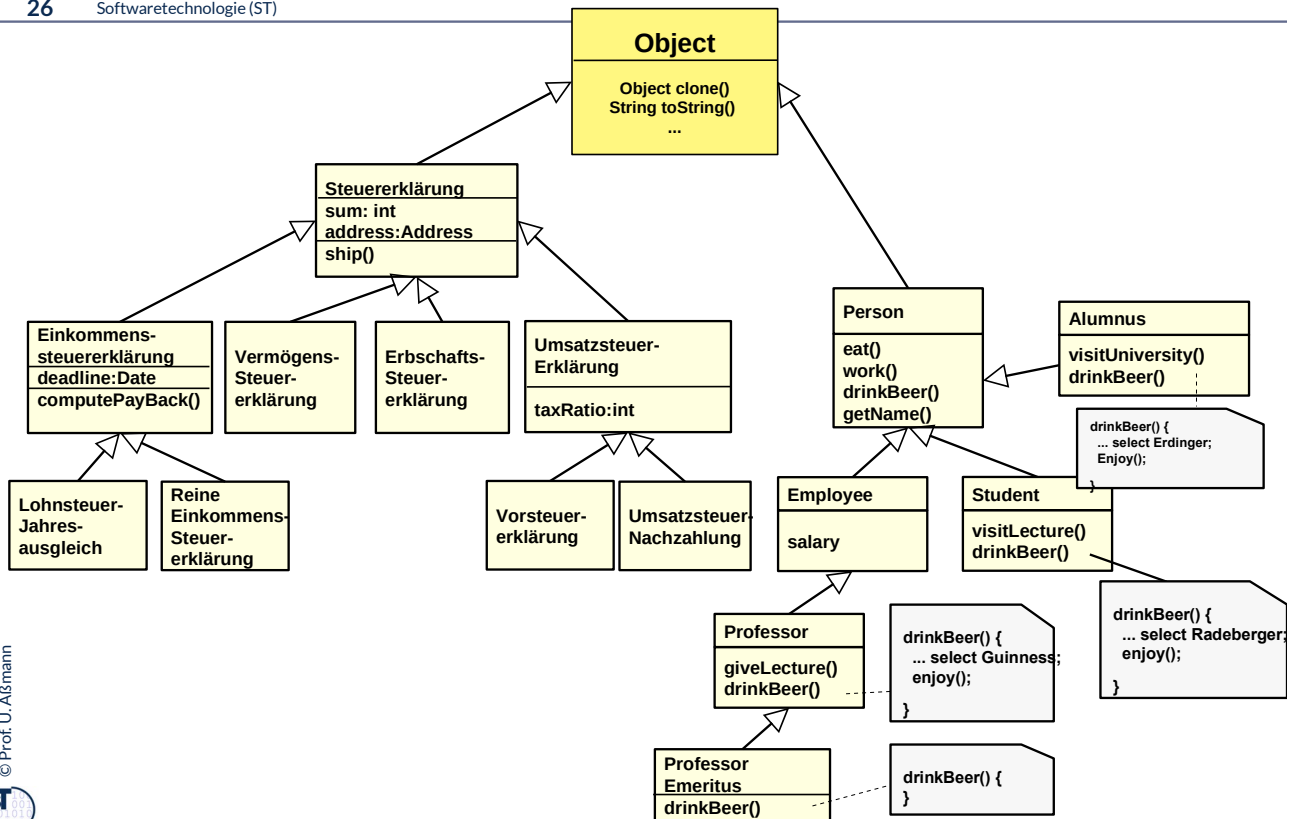 26 Softwaretechnologie (ST)
Object
Object clone()
String toString()
...
Steuererklärung
sum: int
address:Address
ship()
Einkommens-
steuererklärung
deadline:Date
computePayBack()
Vermögens-
Steuer-
erklärung
Erbschafts-
Steuer-
erklärung
Umsatzsteuer-
Erklärung
taxRatio:int
Person
eat()
work()
drinkBeer()
getName()
Alumnus
visitUniversity()
drinkBeer()
drinkBeer() {
... select Erdinger;
Enjoy();
}
Lohnsteuer-
Jahres-
ausgleich
Reine
Einkommens-
Steuer-
erklärung
Vorsteuer-
erklärung
Umsatzsteuer-
Nachzahlung
Employee
salary
Student
visitLecture()
drinkBeer()
drinkBeer() {
... select Radeberger;
enjoy();
}
Professor
giveLecture()
drinkBeer()
drinkBeer() {
... select Guinness;
enjoy();
}
Professor
Emeritus
drinkBeer()
drinkBeer() {
}
© Prof. U. Aßmann